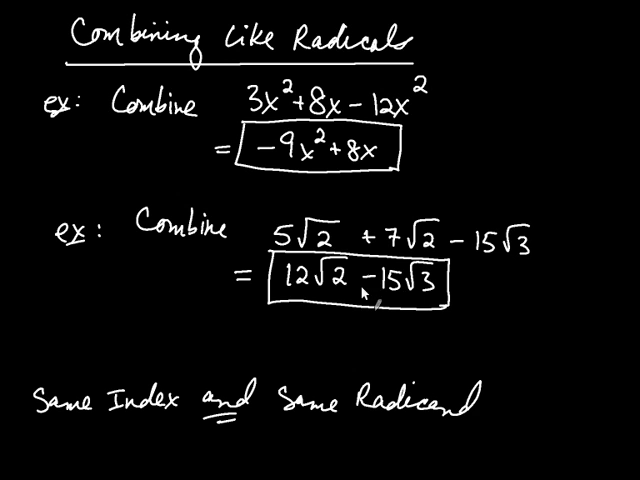 Combining Like Radicals
ex: Combine 3x² + 8x - 12x²
= -9x² + 8x
ex: Combine 5√2 + 7√2 - 15√3
= 12√2 - 15√3
Same Index and Same Radicand